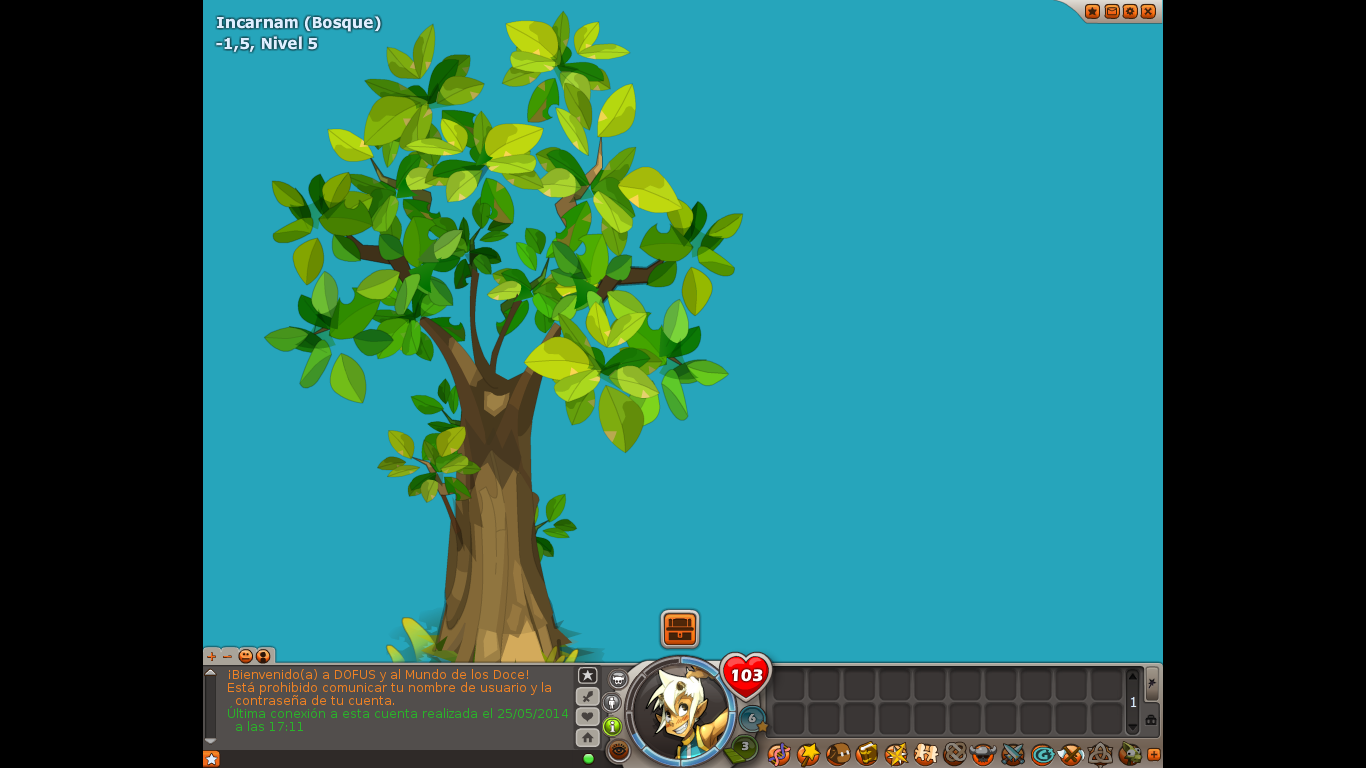 Incarnam (Bosque)
-1,5, Nivel 5
¡Bienvenido(a) a DOFUS y al Mundo de los Doce!
Está prohibido comunicar tu nombre de usuario y la
contraseña de tu cuenta.
Última conexión a esta cuenta realizada el 25/05/2014
a las 17:11
103
6
3
1